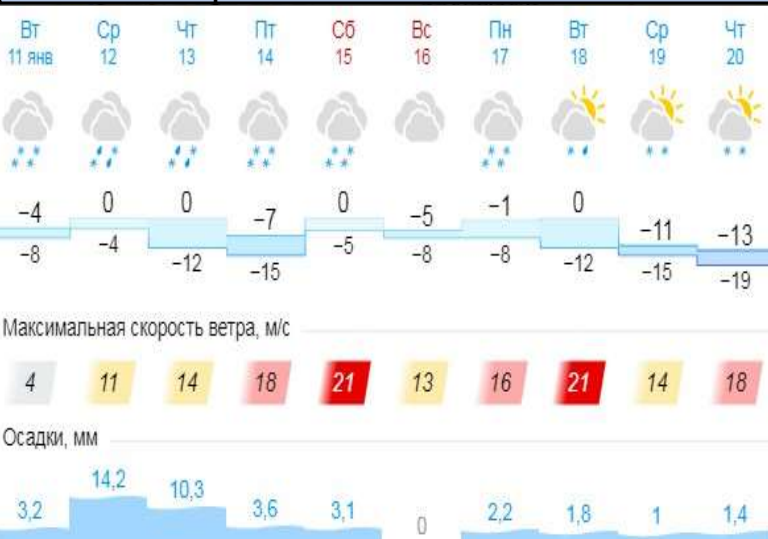 Вт Ср Чт Пт Сб Вс Пн Вт Ср Чт
11 янв 12 13 14 15 16 17 18 19 20
−4 0 0 −7 0 −5 −1 0 −11 −13
−8 −4 −12 −15 −5 −8 −8 −12 −15 −19
Максимальная скорость ветра, м/с
4 11 14 18 21 13 16 21 14 18
Осадки, мм
3,2 14,2 10,3 3,6 3,1 0 2,2 1,8 1 1,4